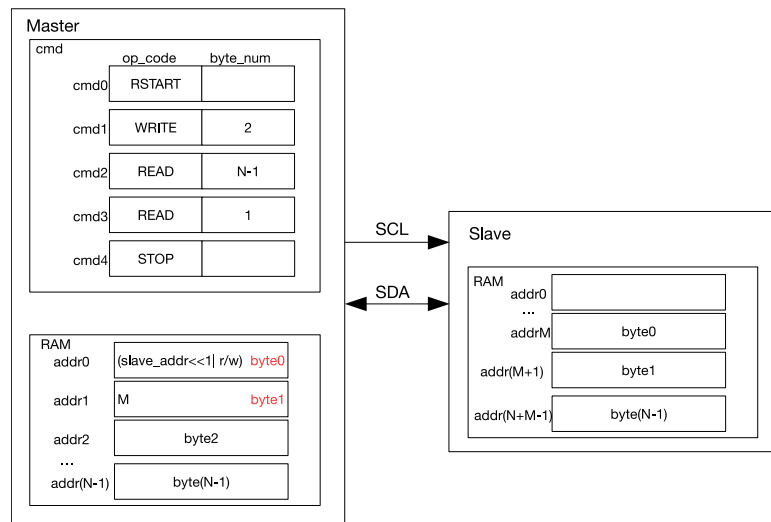 Master
cmd
op_code byte_num
cmd0 RSTART
cmd1 WRITE 2
cmd2 READ N-1
cmd3 READ 1
cmd4 STOP
RAM
addr0 (slave_addr<<1| r/w) byte0
addr1 M byte1
addr2 byte2
...
addr(N-1) byte(N-1)
SCL
SDA
Slave
RAM
addr0
...
addrM byte0
addr(M+1) byte1
addr(N+M-1) byte(N-1)